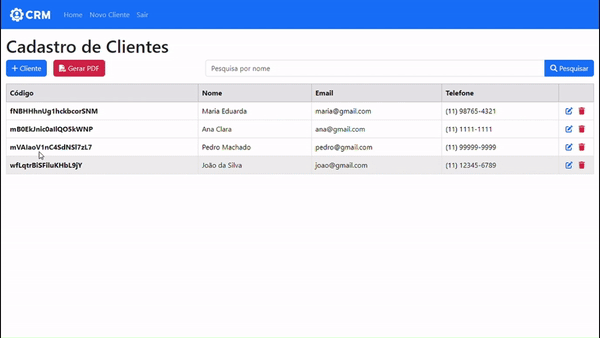 CRM Home Novo Cliente Sair
Cadastro de Clientes
+ Cliente Gerar PDF Pesquisa por nome Pesquisar
Código Nome Email Telefone
fNBHHhnUg1hckbcorSNM Maria Eduarda maria@gmail.com (11) 98765-4321
mB0EkJnic0aIlQO5kWNP Ana Clara ana@gmail.com (11) 1111-1111
mVAIaoV1nC4SdNSl7zL7 Pedro Machado pedro@gmail.com (11) 99999-9999
wfLqtrBiSFiluKHbL9jY João da Silva joao@gmail.com (11) 12345-6789